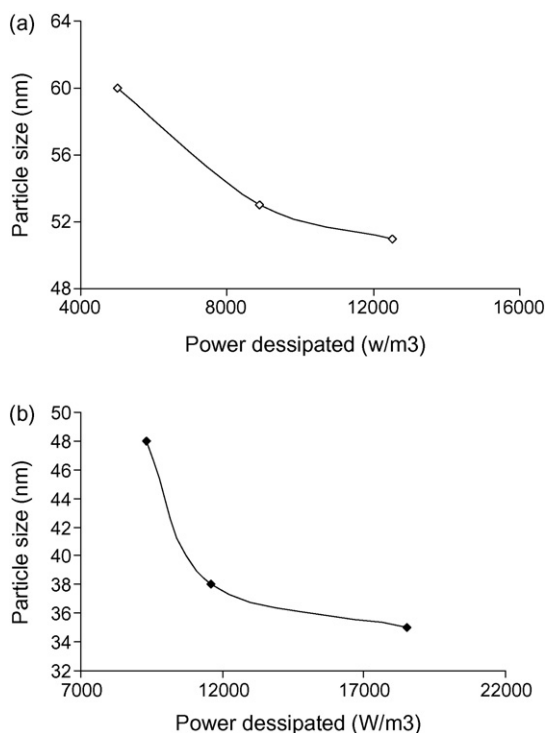 (a)
64
60
56
52
48
Particle size (nm)
4000 8000 12000 16000
Power dessipated (w/m3)
(b)
50
48
46
44
42
40
38
36
34
32
Particle size (nm)
7000 12000 17000 22000
Power dessipated (W/m3)